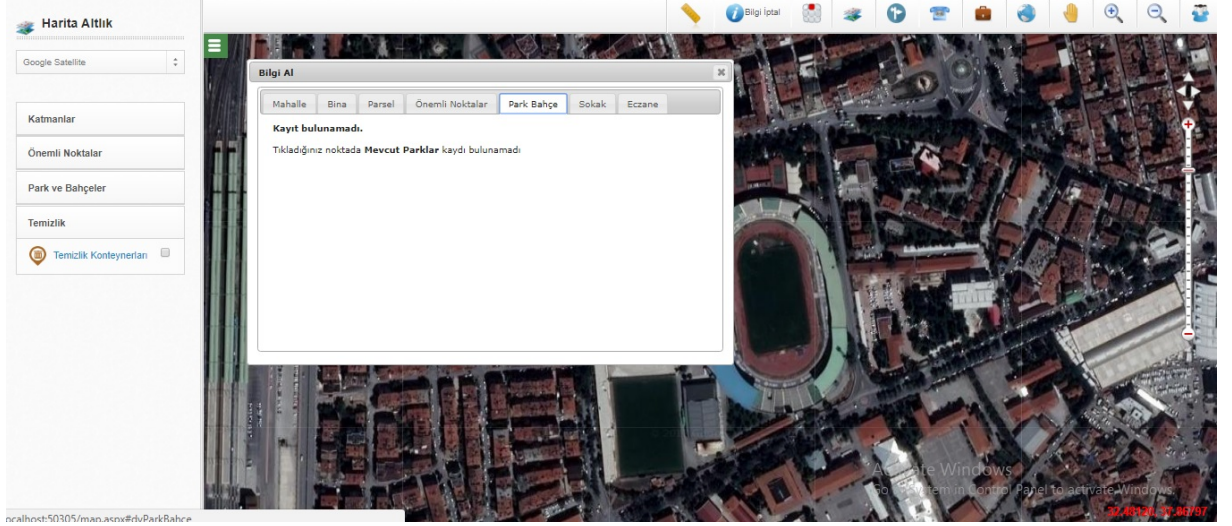 Harita Altlık
Bilgi İptal
Google Satellite
Katmanlar
Önemli Noktalar
Park ve Bahçeler
Temizlik
Temizlik Konteynerları
Bilgi Al
Mahalle Bina Parsel Önemli Noktalar Park Bahçe Sokak Eczane
Kayıt bulunamadı.
Tıkladığınız noktada Mevcut Parklar kaydı bulunamadı
Activate Windows
Go to System in Control Panel to activate Windows.
ocalhost:50305/map.aspx#dvParkBahce